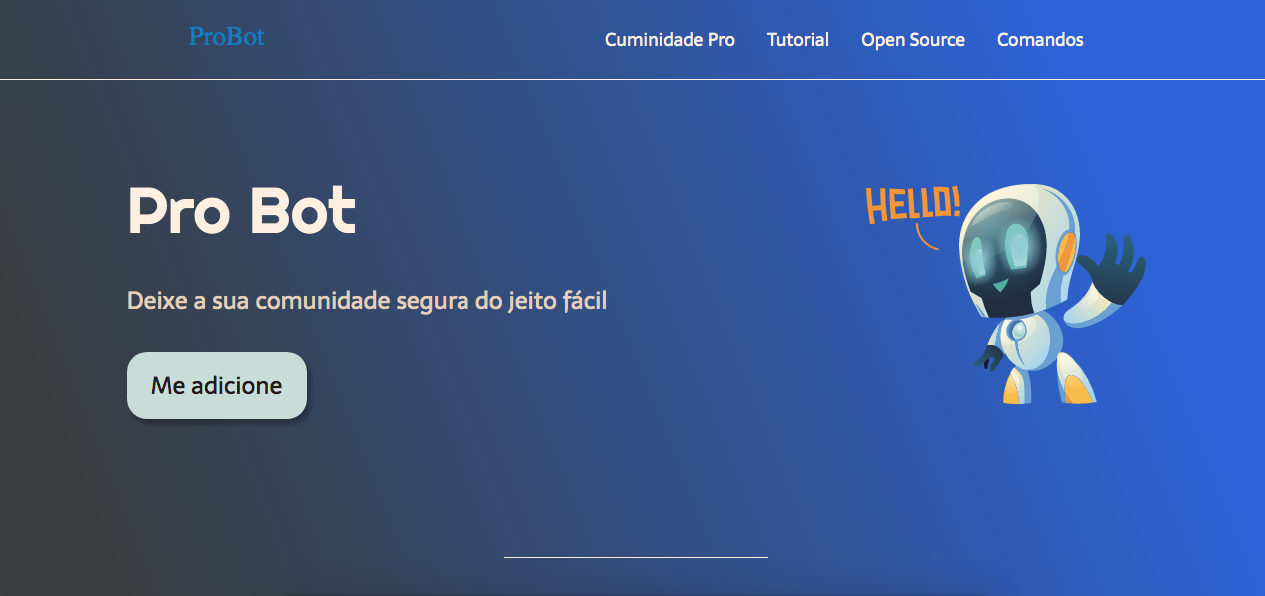 ProBot
Cuminidade Pro Tutorial Open Source Comandos
HELLO!
Pro Bot
Deixe a sua comunidade segura do jeito fácil
Me adicione